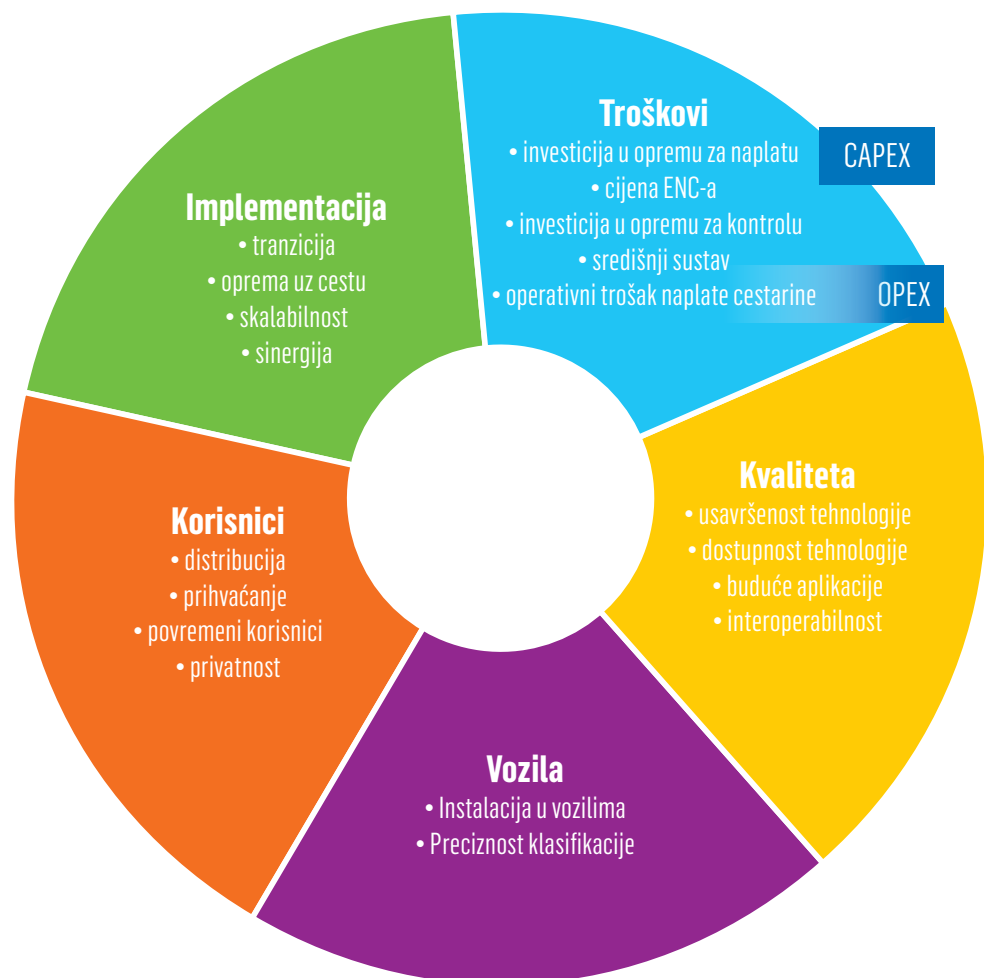 Troškovi
• investicija u opremu za naplatu
• cijena ENC-a
• investicija u opremu za kontrolu
• središnji sustav
• operativni trošak naplate cestarine
CAPEX
OPEX
Kvaliteta
• usavršenost tehnologije
• dostupnost tehnologije
• buduće aplikacije
• interoperabilnost
Vozila
• Instalacija u vozilima
• Preciznost klasifikacije
Korisnici
• distribucija
• prihvaćanje
• povremeni korisnici
• privatnost
Implementacija
• tranzicija
• oprema uz cestu
• skalabilnost
• sinergija